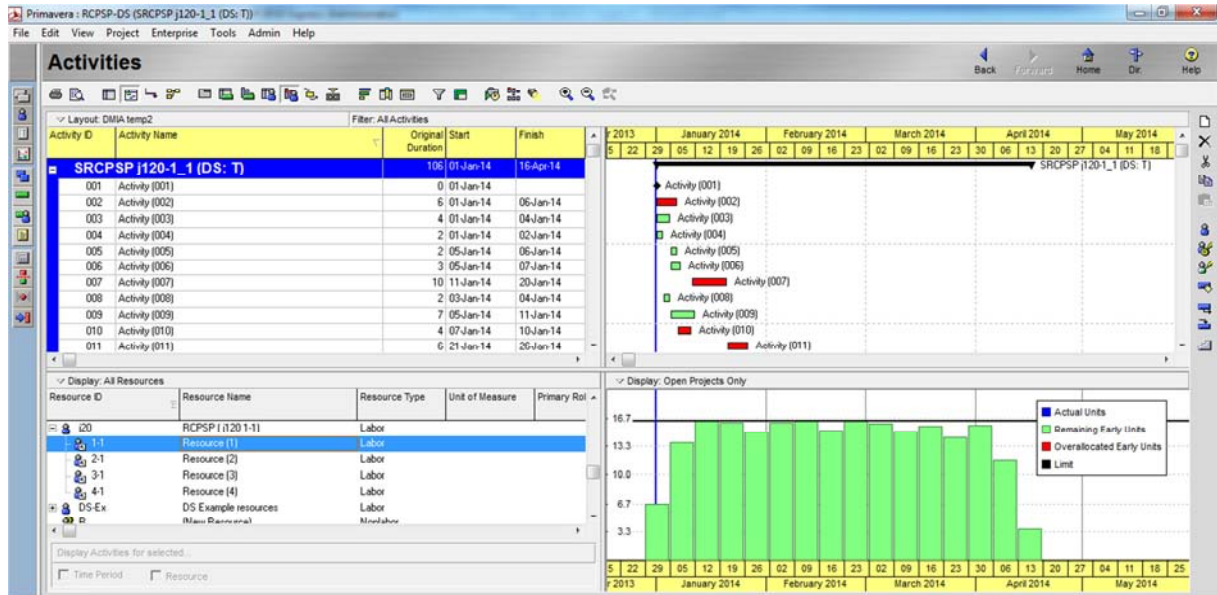 Primavera : RCPSP-DS (SRCPSP j120-1_1 (DS: T))
File Edit View Project Enterprise Tools Admin Help
Activities
Back Forward Home Dir. Help
Layout: DMIA temp2 Filter: All Activities
Activity ID Activity Name Original Duration Start Finish
SRCPSP j120-1_1 (DS: T) 106 01-Jan-14 16-Apr-14
001 Activity (001) 0 01-Jan-14
002 Activity (002) 6 01-Jan-14 06-Jan-14
003 Activity (003) 4 01-Jan-14 04-Jan-14
004 Activity (004) 2 01-Jan-14 02-Jan-14
005 Activity (005) 2 05-Jan-14 06-Jan-14
006 Activity (006) 3 05-Jan-14 07-Jan-14
007 Activity (007) 10 11-Jan-14 20-Jan-14
008 Activity (008) 2 03-Jan-14 04-Jan-14
009 Activity (009) 7 05-Jan-14 11-Jan-14
010 Activity (010) 4 07-Jan-14 10-Jan-14
011 Activity (011) 6 21-Jan-14 26-Jan-14
r 2013 January 2014 February 2014 March 2014 April 2014 May 2014
5 22 29 05 12 19 26 02 09 16 23 02 09 16 23 30 06 13 20 27 04 11 18
SRCPSP j120-1_1 (DS: T)
Activity (001)
Activity (002)
Activity (003)
Activity (004)
Activity (005)
Activity (006)
Activity (007)
Activity (008)
Activity (009)
Activity (010)
Activity (011)
Display: All Resources
Resource ID Resource Name Resource Type Unit of Measure Primary Rol
j20 Labor
1-1 Resource (1) Labor
2-1 Resource (2) Labor
3-1 Resource (3) Labor
4-1 Resource (4) Labor
DS-Ex DS Example resources Labor
R (New Resource) Nonlabor
Display Activities for selected...
Time Period Resource
Display: Open Projects Only
16.7
13.3
10.0
6.7
3.3
Actual Units
Remaining Early Units
Overallocated Early Units
Limit
5 22 29 05 12 19 26 02 09 16 23 02 09 16 23 30 06 13 20 27 04 11 18 25
r 2013 January 2014 February 2014 March 2014 April 2014 May 2014